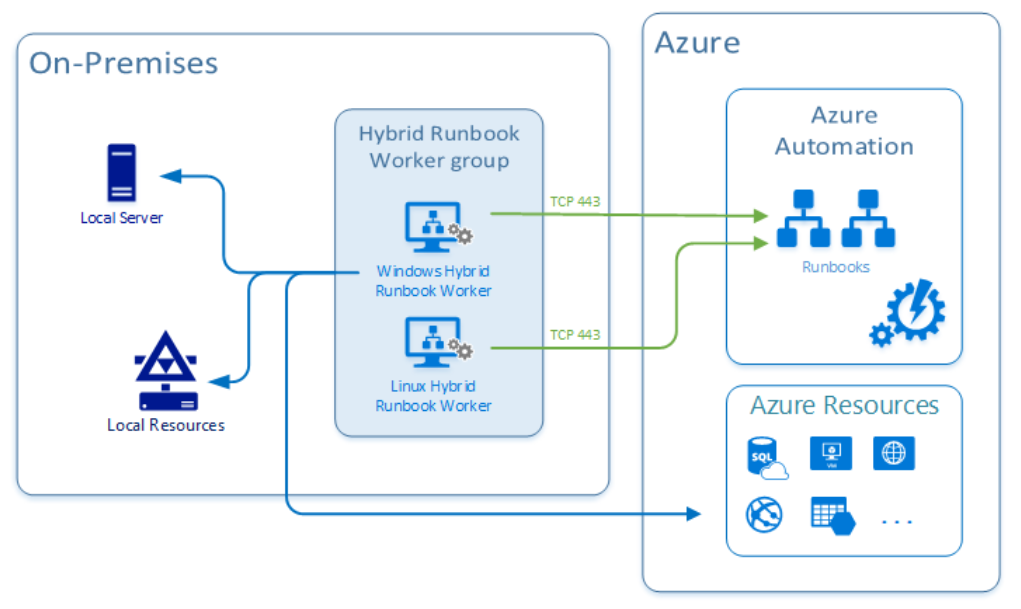 On-Premises
Azure
Hybrid Runbook
Worker group
Azure
Automation
Local Server
TCP 443
Windows Hybrid
Runbook Worker
Runbooks
TCP 443
Linux Hybrid
Runbook Worker
Local Resources
Azure Resources
SQL
VM
. . .